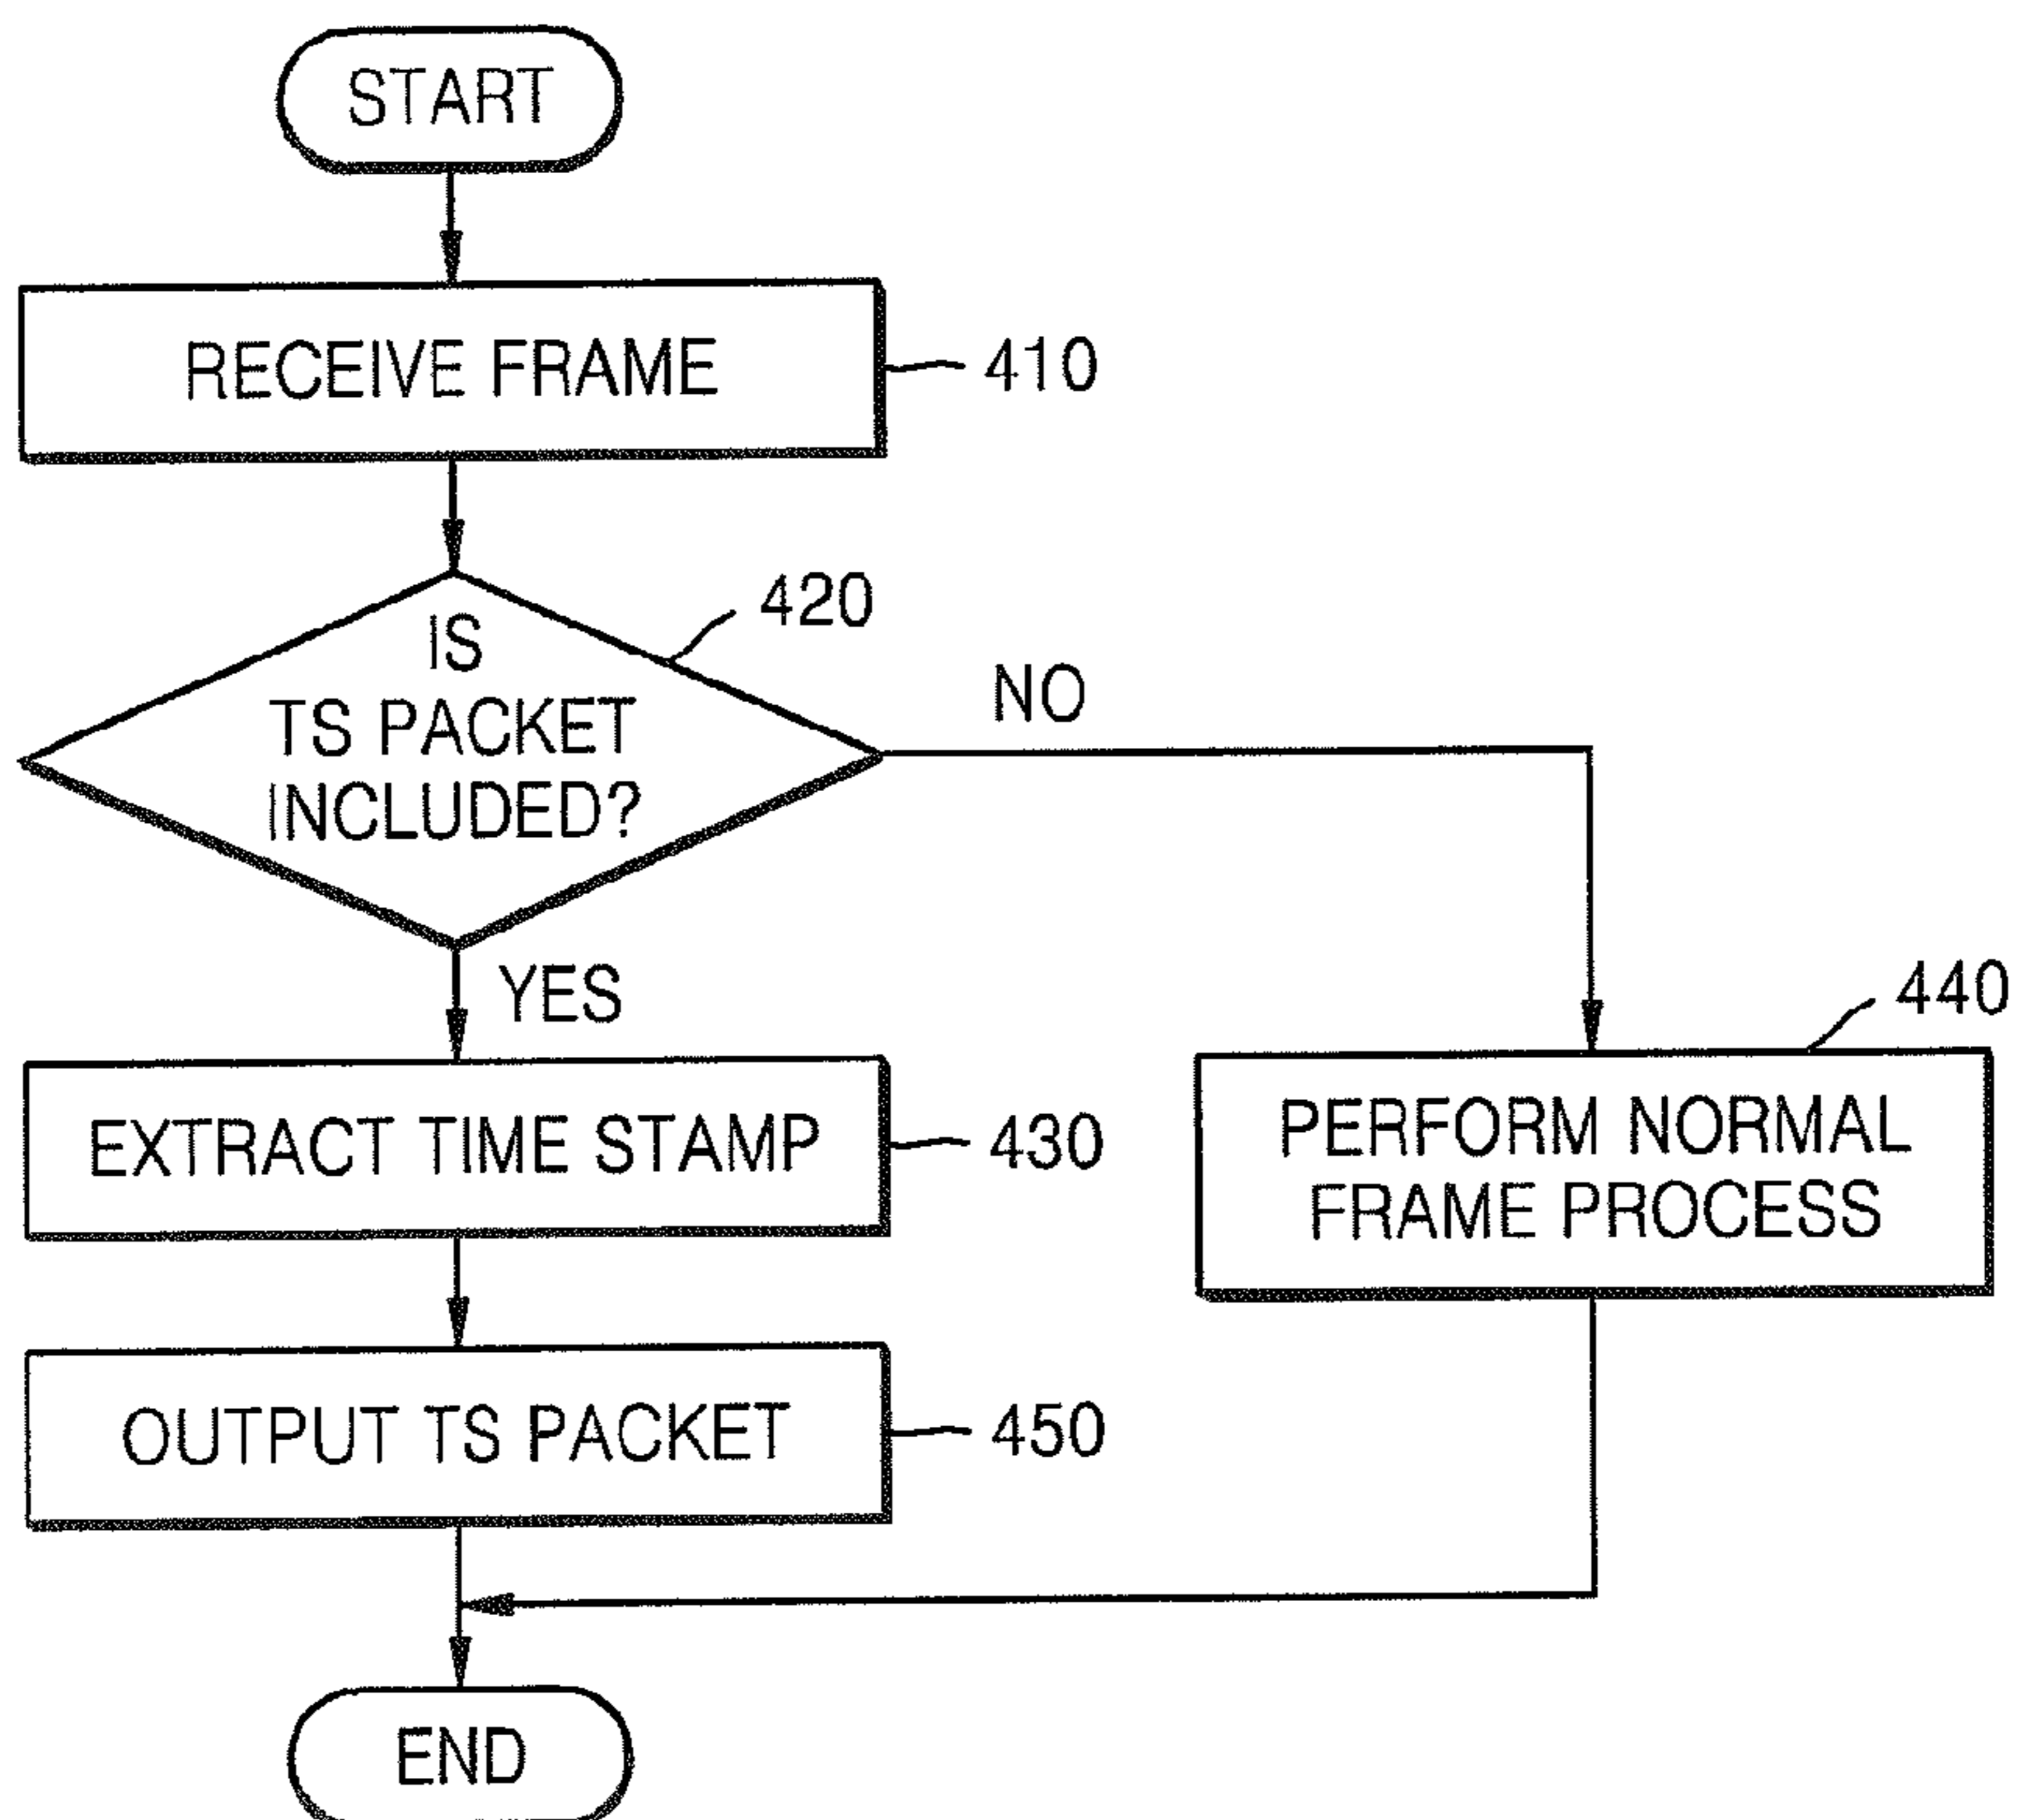 START
RECEIVE FRAME
410
420
IS
TS PACKET
INCLUDED?
NO
YES
EXTRACT TIME STAMP
430
440
PERFORM NORMAL
FRAME PROCESS
OUTPUT TS PACKET
450
END